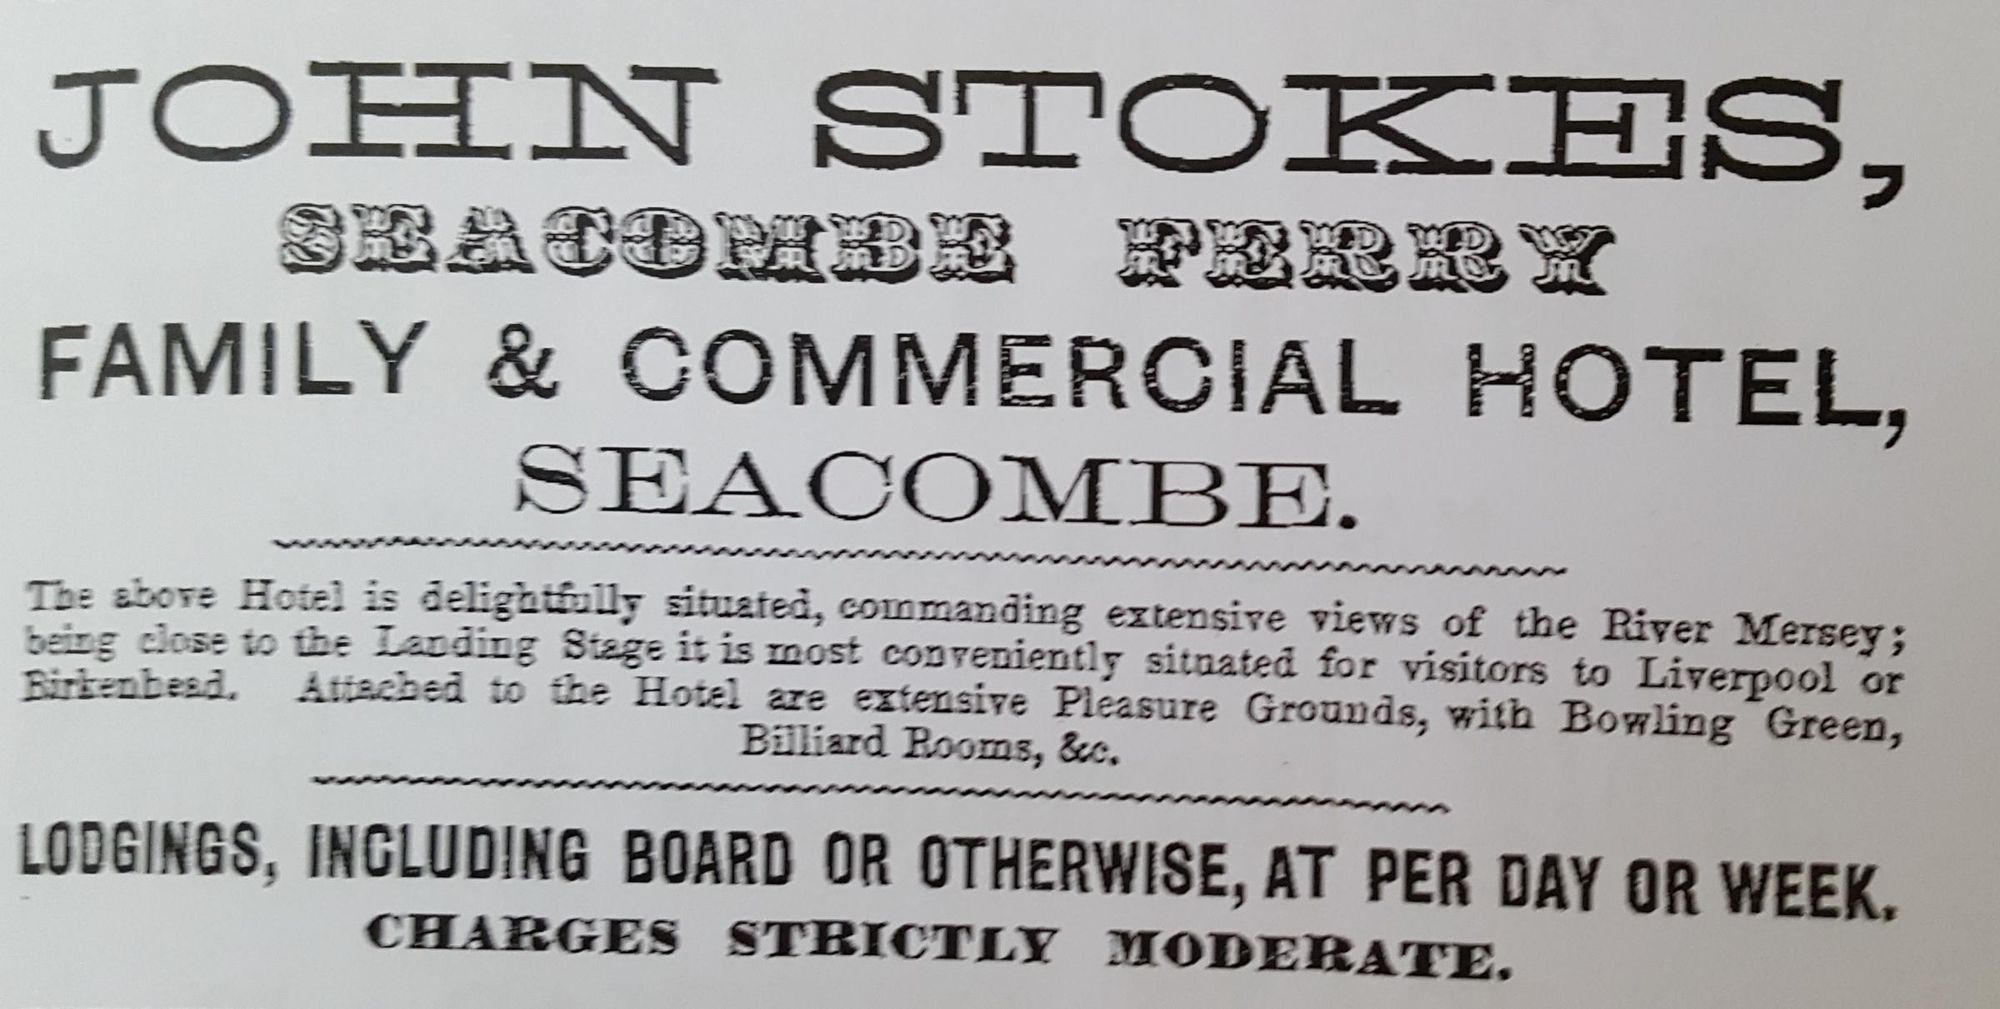 JOHN STOKES,
SEACOMBE FERRY
FAMILY & COMMERCIAL HOTEL,
SEACOMBE.
The above Hotel is delightfully situated, commanding extensive views of the River Mersey;
being close to the Landing Stage it is most conveniently situated for visitors to Liverpool or
Birkenhead. Attached to the Hotel are extensive Pleasure Grounds, with Bowling Green,
Billiard Rooms, &c.
LODGINGS, INCLUDING BOARD OR OTHERWISE, AT PER DAY OR WEEK.
CHARGES STRICTLY MODERATE.